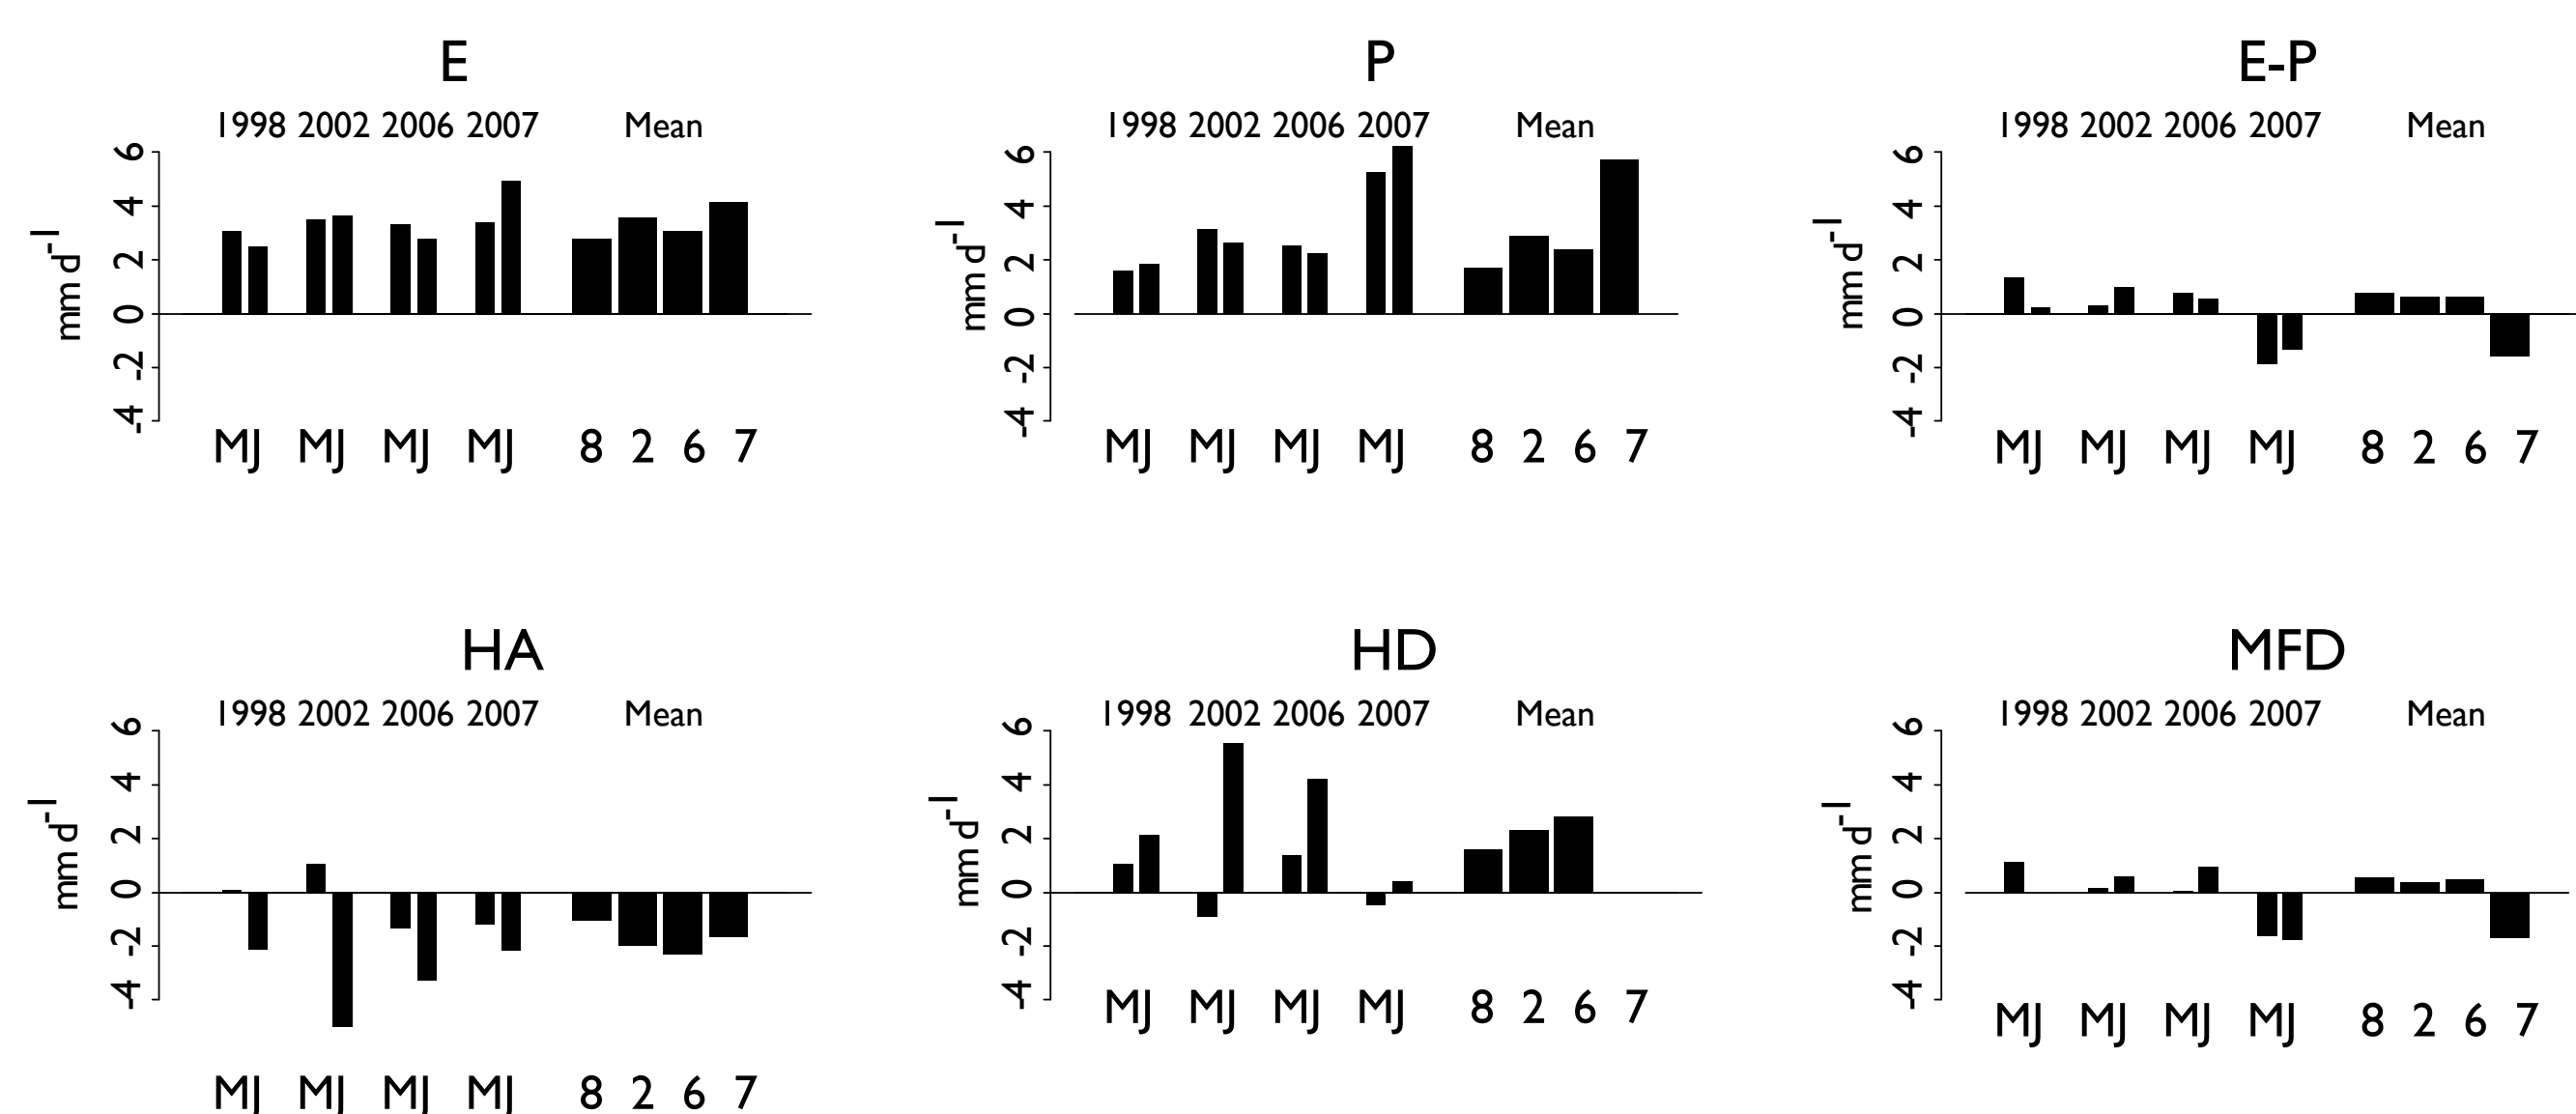 E P E-P
1998 2002 2006 2007 Mean 1998 2002 2006 2007 Mean 1998 2002 2006 2007 Mean
mm d-1 6 4 2 0 -2 -4 mm d-1 6 4 2 0 -2 -4 mm d-1 6 4 2 0 -2 -4
MJ MJ MJ MJ 8 2 6 7 MJ MJ MJ MJ 8 2 6 7 MJ MJ MJ MJ 8 2 6 7
HA HD MFD
1998 2002 2006 2007 Mean 1998 2002 2006 2007 Mean 1998 2002 2006 2007 Mean
mm d-1 6 4 2 0 -2 -4 mm d-1 6 4 2 0 -2 -4 mm d-1 6 4 2 0 -2 -4
MJ MJ MJ MJ 8 2 6 7 MJ MJ MJ MJ 8 2 6 7 MJ MJ MJ MJ 8 2 6 7